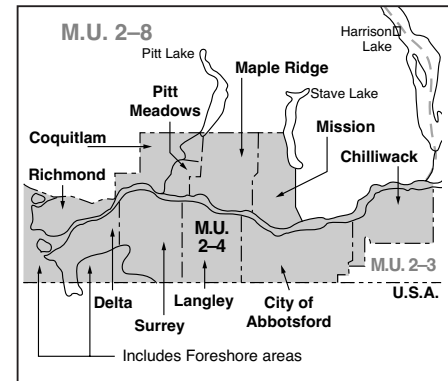 M.U. 2–8
Pitt Lake
Harrison
Lake
Maple Ridge
Pitt
Meadows
Stave Lake
Coquitlam
Mission
Richmond
Chilliwack
M.U.
2–4
M.U. 2–3
U.S.A.
Delta
Langley
City of
Abbotsford
Surrey
Includes Foreshore areas